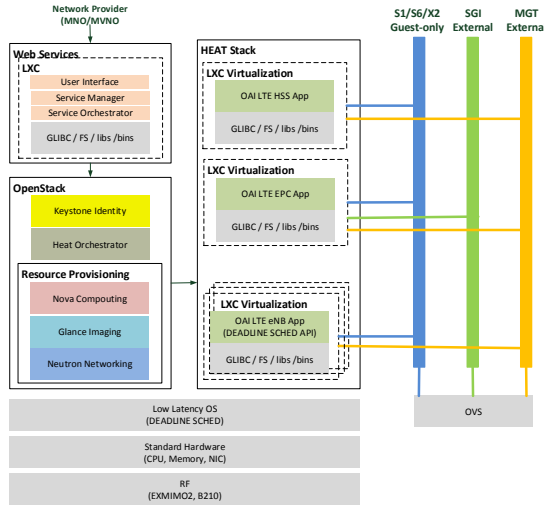 Network Provider
(MNO/MVNO
Web Services
LXC
User Interface
Service Manager
Service Orchestrator
GLIBC / FS / libs /bins
OpenStack
Keystone Identity
Heat Orchestrator
Resource Provisioning
Nova Compouting
Glance Imaging
Neutron Networking
HEAT Stack
LXC Virtualization
OAI LTE HSS App
GLIBC / FS / libs /bins
LXC Virtualization
OAI LTE EPC App
GLIBC / FS / libs /bins
LXC Virtualization
OAI LTE eNB App
(DEADLINE SCHED API)
GLIBC / FS / libs /bins
S1/S6/X2
Guest-only
SGI
External
MGT
Externa
OVS
Low Latency OS
(DEADLINE SCHED)
Standard Hardware
(CPU, Memory, NIC)
RF
(EXMIMO2, B210)